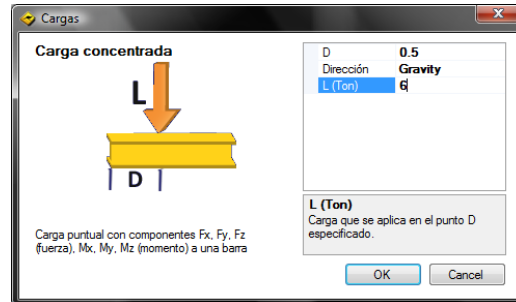 Cargas
Carga concentrada
L
D
Carga puntual con componentes Fx, Fy, Fz
(fuerza), Mx, My, Mz (momento) a una barra
D 0.5
Dirección Gravity
L (Ton) 6
L (Ton)
Carga que se aplica en el punto D
especificado.
OK Cancel